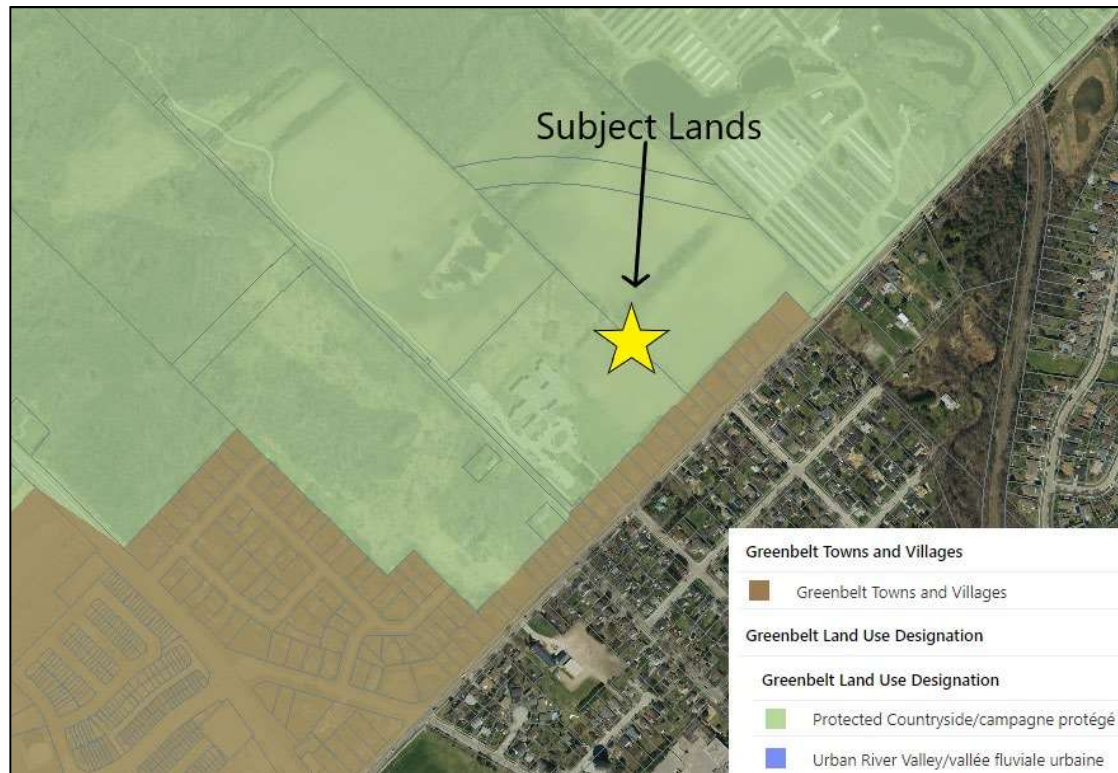 Subject Lands
Greenbelt Towns and Villages
Greenbelt Towns and Villages
Greenbelt Land Use Designation
Greenbelt Land Use Designation
Protected Countryside/campagne protégé
Urban River Valley/vallée fluviale urbaine